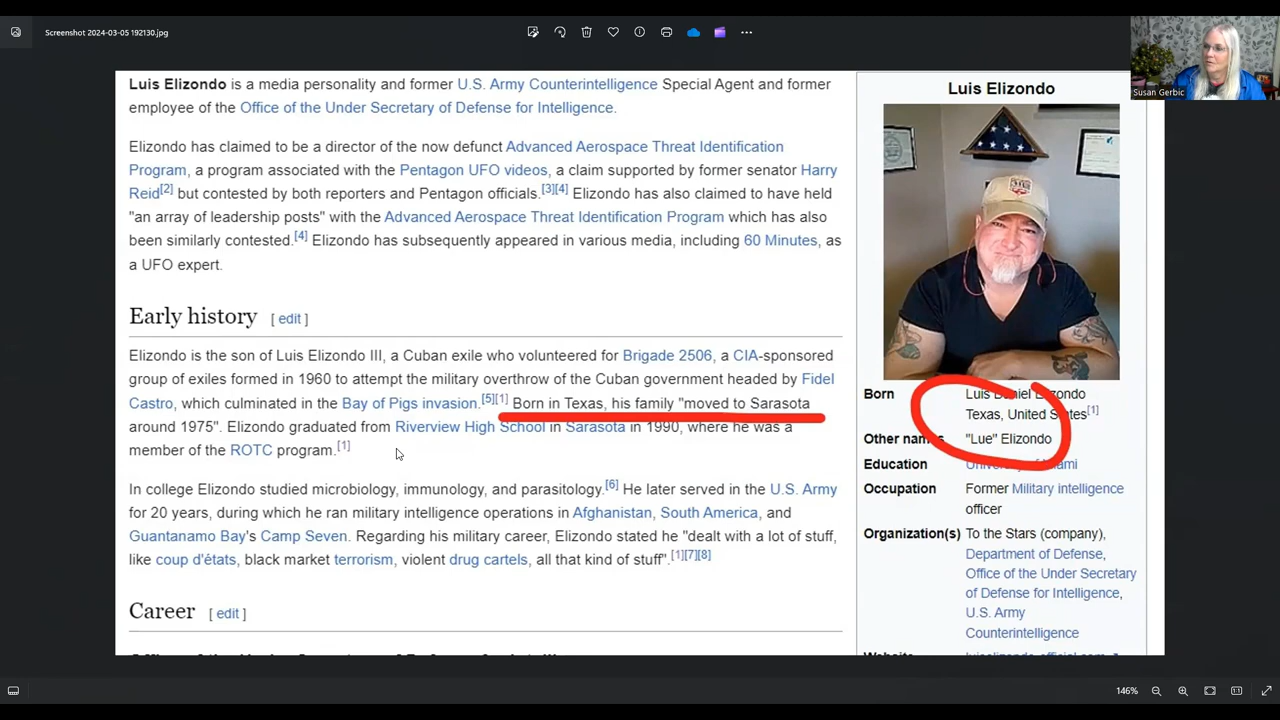 Screenshot 2024-03-05 192130.jpg
Susan Gerbic
Luis Elizondo is a media personality and former U.S. Army Counterintelligence Special Agent and former
employee of the Office of the Under Secretary of Defense for Intelligence.
Elizondo has claimed to be a director of the now defunct Advanced Aerospace Threat Identification
Program, a program associated with the Pentagon UFO videos, a claim supported by former senator Harry
Reid[2] but contested by both reporters and Pentagon officials.[3][4] Elizondo has also claimed to have held
"an array of leadership posts" with the Advanced Aerospace Threat Identification Program which has also
been similarly contested.[4] Elizondo has subsequently appeared in various media, including 60 Minutes, as
a UFO expert.
Early history [ edit ]
Elizondo is the son of Luis Elizondo III, a Cuban exile who volunteered for Brigade 2506, a CIA-sponsored
group of exiles formed in 1960 to attempt the military overthrow of the Cuban government headed by Fidel
Castro, which culminated in the Bay of Pigs invasion.[5][1] Born in Texas, his family "moved to Sarasota
around 1975". Elizondo graduated from Riverview High School in Sarasota in 1990, where he was a
member of the ROTC program.[1]
In college Elizondo studied microbiology, immunology, and parasitology.[6] He later served in the U.S. Army
for 20 years, during which he ran military intelligence operations in Afghanistan, South America, and
Guantanamo Bay's Camp Seven. Regarding his military career, Elizondo stated he "dealt with a lot of stuff,
like coup d'états, black market terrorism, violent drug cartels, all that kind of stuff".[1][7][8]
Career [ edit ]
Luis Elizondo
Born Luis Daniel Elizondo
Texas, United States[1]
Other names "Lue" Elizondo
Education University of Miami
Occupation Former Military intelligence
officer
Organization(s) To the Stars (company),
Department of Defense,
Office of the Under Secretary
of Defense for Intelligence,
U.S. Army
Counterintelligence
146%